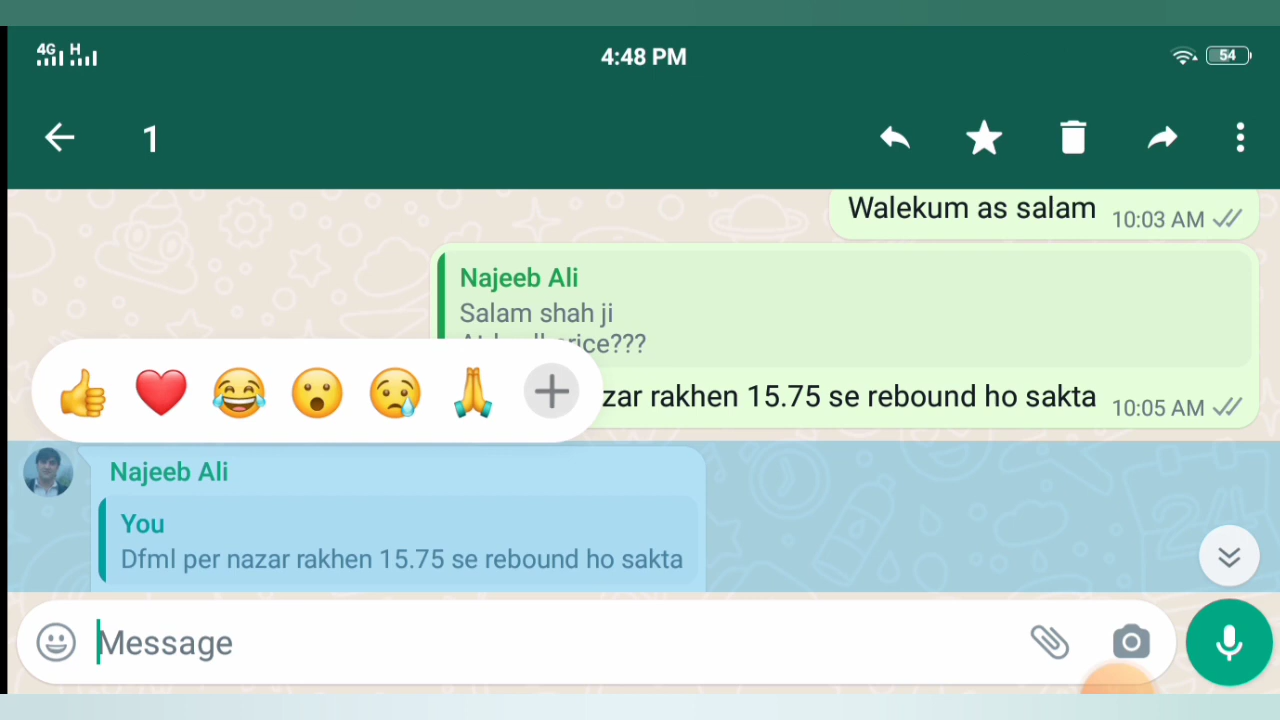 4G H
4:48 PM
54
1
Walekum as salam 10:03 AM
Najeeb Ali
Salam shah ji
rice???
zar rakhen 15.75 se rebound ho sakta 10:05 AM
Najeeb Ali
You
Dfml per nazar rakhen 15.75 se rebound ho sakta
Message